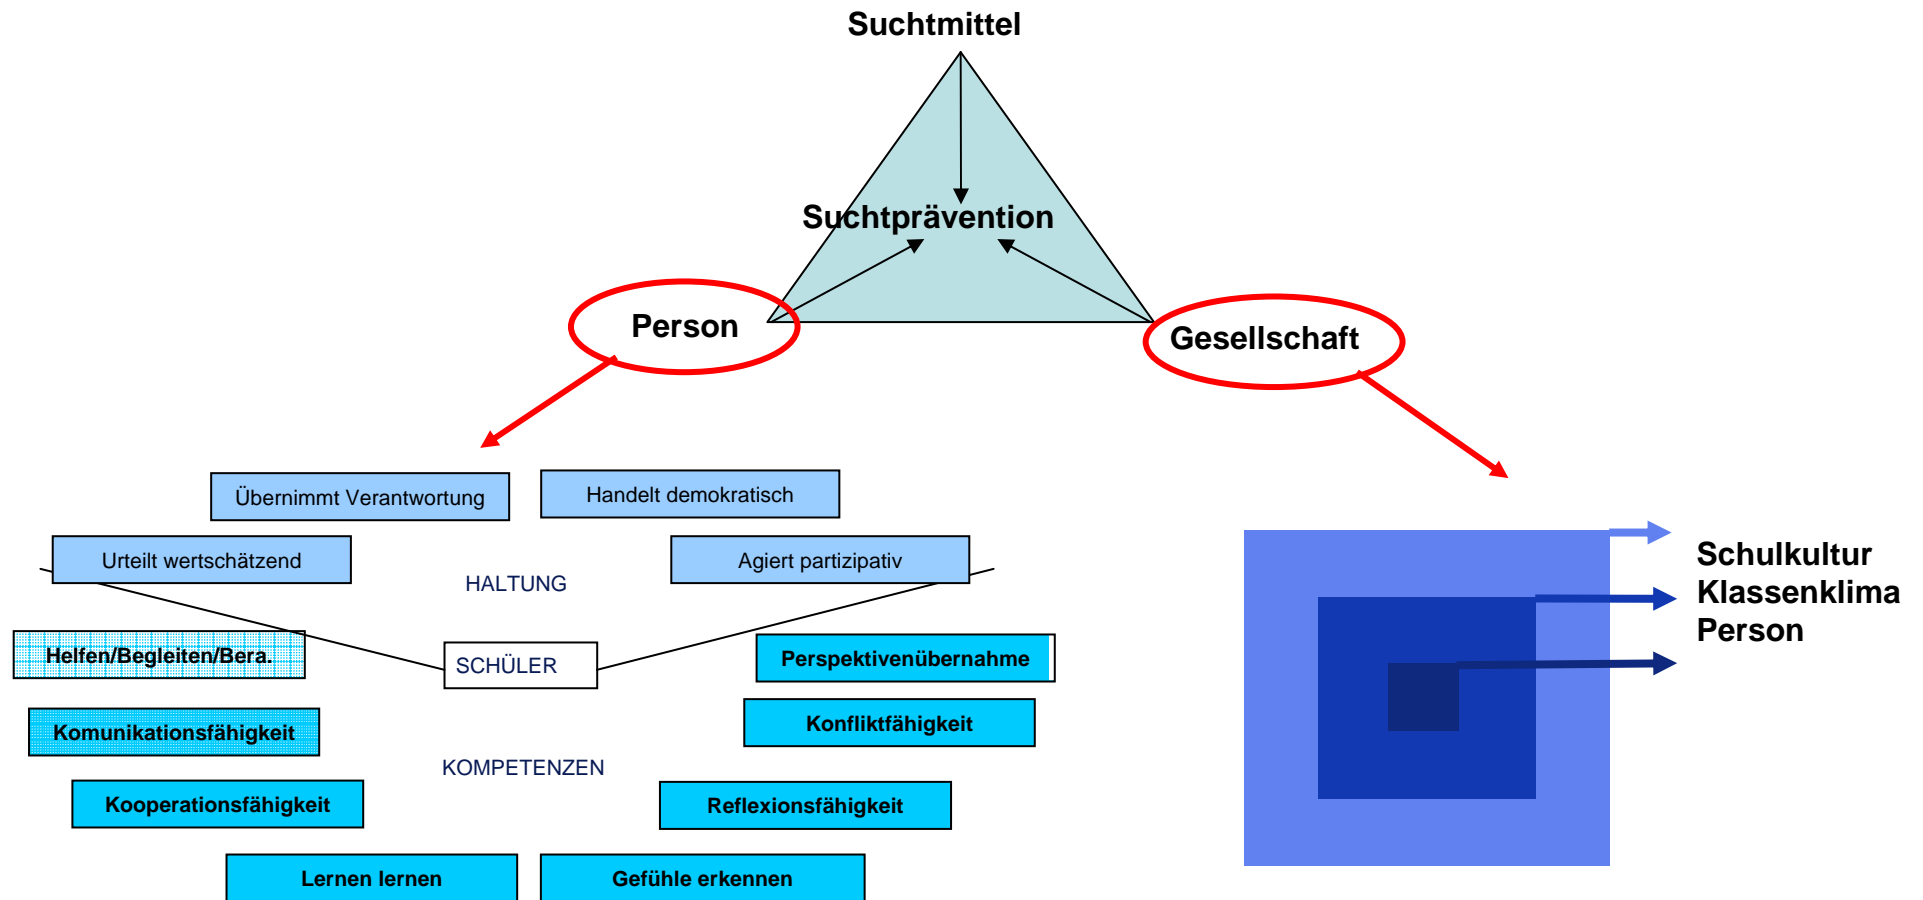 Suchtmittel
Suchtprävention
Person
Gesellschaft
Übernimmt Verantwortung
Handelt demokratisch
Urteilt wertschätzend
Agiert partizipativ
HALTUNG
Helfen/Begleiten/Bera.
SCHÜLER
Perspektivenübernahme
Komunikationsfähigkeit
Konfliktfähigkeit
KOMPETENZEN
Kooperationsfähigkeit
Reflexionsfähigkeit
Lernen lernen
Gefühle erkennen
Schulkultur
Klassenklima
Person